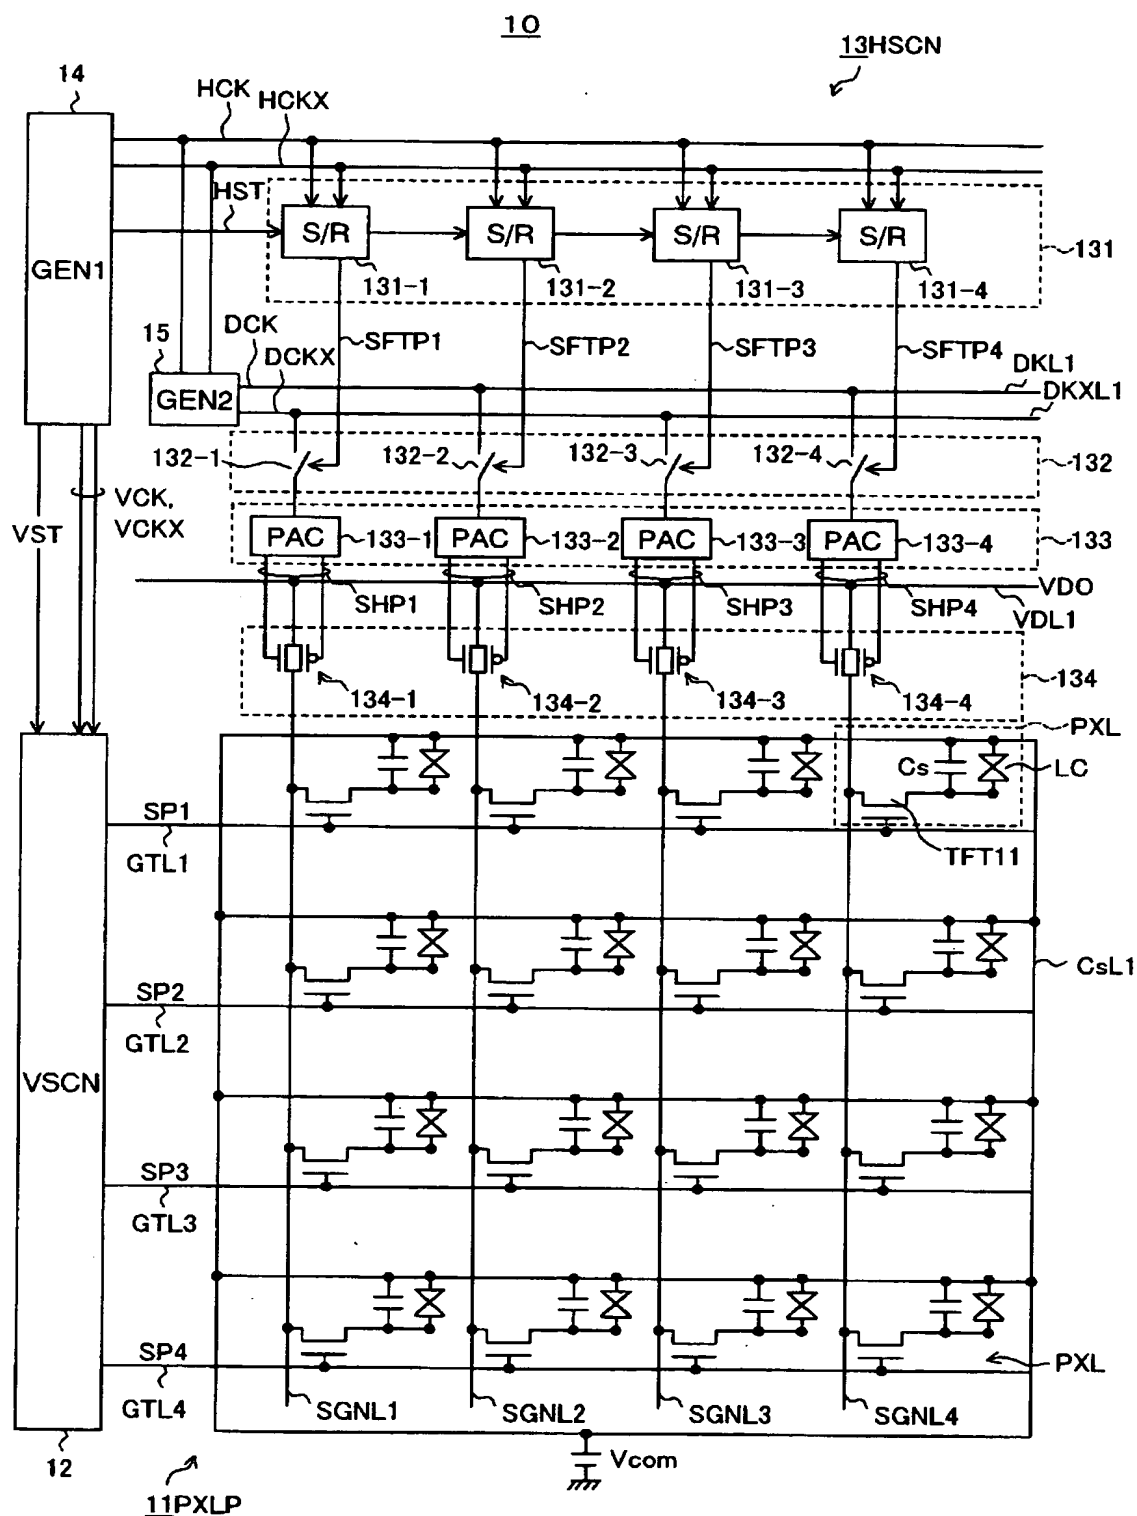 10
13HSCN
14
HCK
HCKX
HST
GEN1
S/R
S/R
S/R
S/R
131
131-1
131-2
131-3
131-4
SFTP1
SFTP2
SFTP3
SFTP4
15
DCK
DCKX
GEN2
DKL1
DKXL1
132-1
132-2
132-3
132-4
132
VST
VCK,
VCKX
PAC
133-1
PAC
133-2
PAC
133-3
PAC
133-4
133
SHP1
SHP2
SHP3
SHP4
VDO
VDL1
134-1
134-2
134-3
134-4
134
PXL
Cs
LC
SP1
GTL1
TFT11
CsL1
SP2
GTL2
VSCN
SP3
GTL3
SP4
GTL4
PXL
SGNL1
SGNL2
SGNL3
SGNL4
12
Vcom
11PXLP